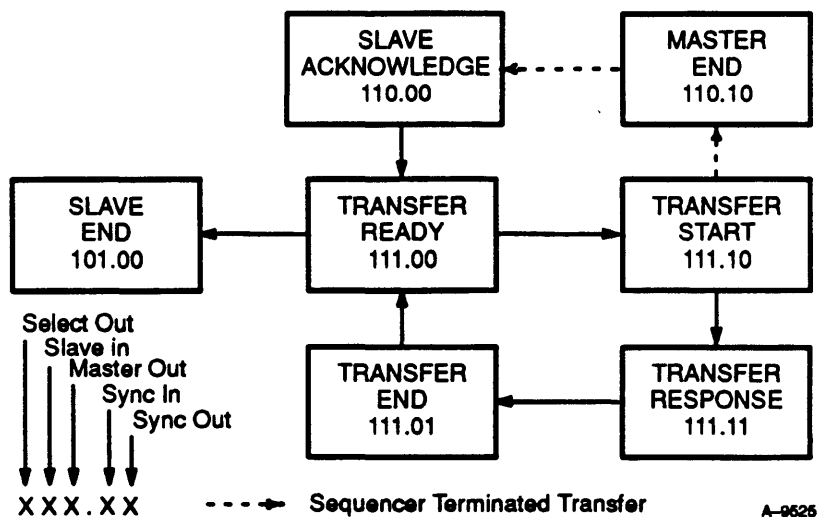 SLAVE
ACKNOWLEDGE
110.00
MASTER
END
110.10
SLAVE
END
101.00
TRANSFER
READY
111.00
TRANSFER
START
111.10
TRANSFER
END
111.01
TRANSFER
RESPONSE
111.11
Select Out
Slave in
Master Out
Sync In
Sync Out
XXX.XX
Sequencer Terminated Transfer
A-9525